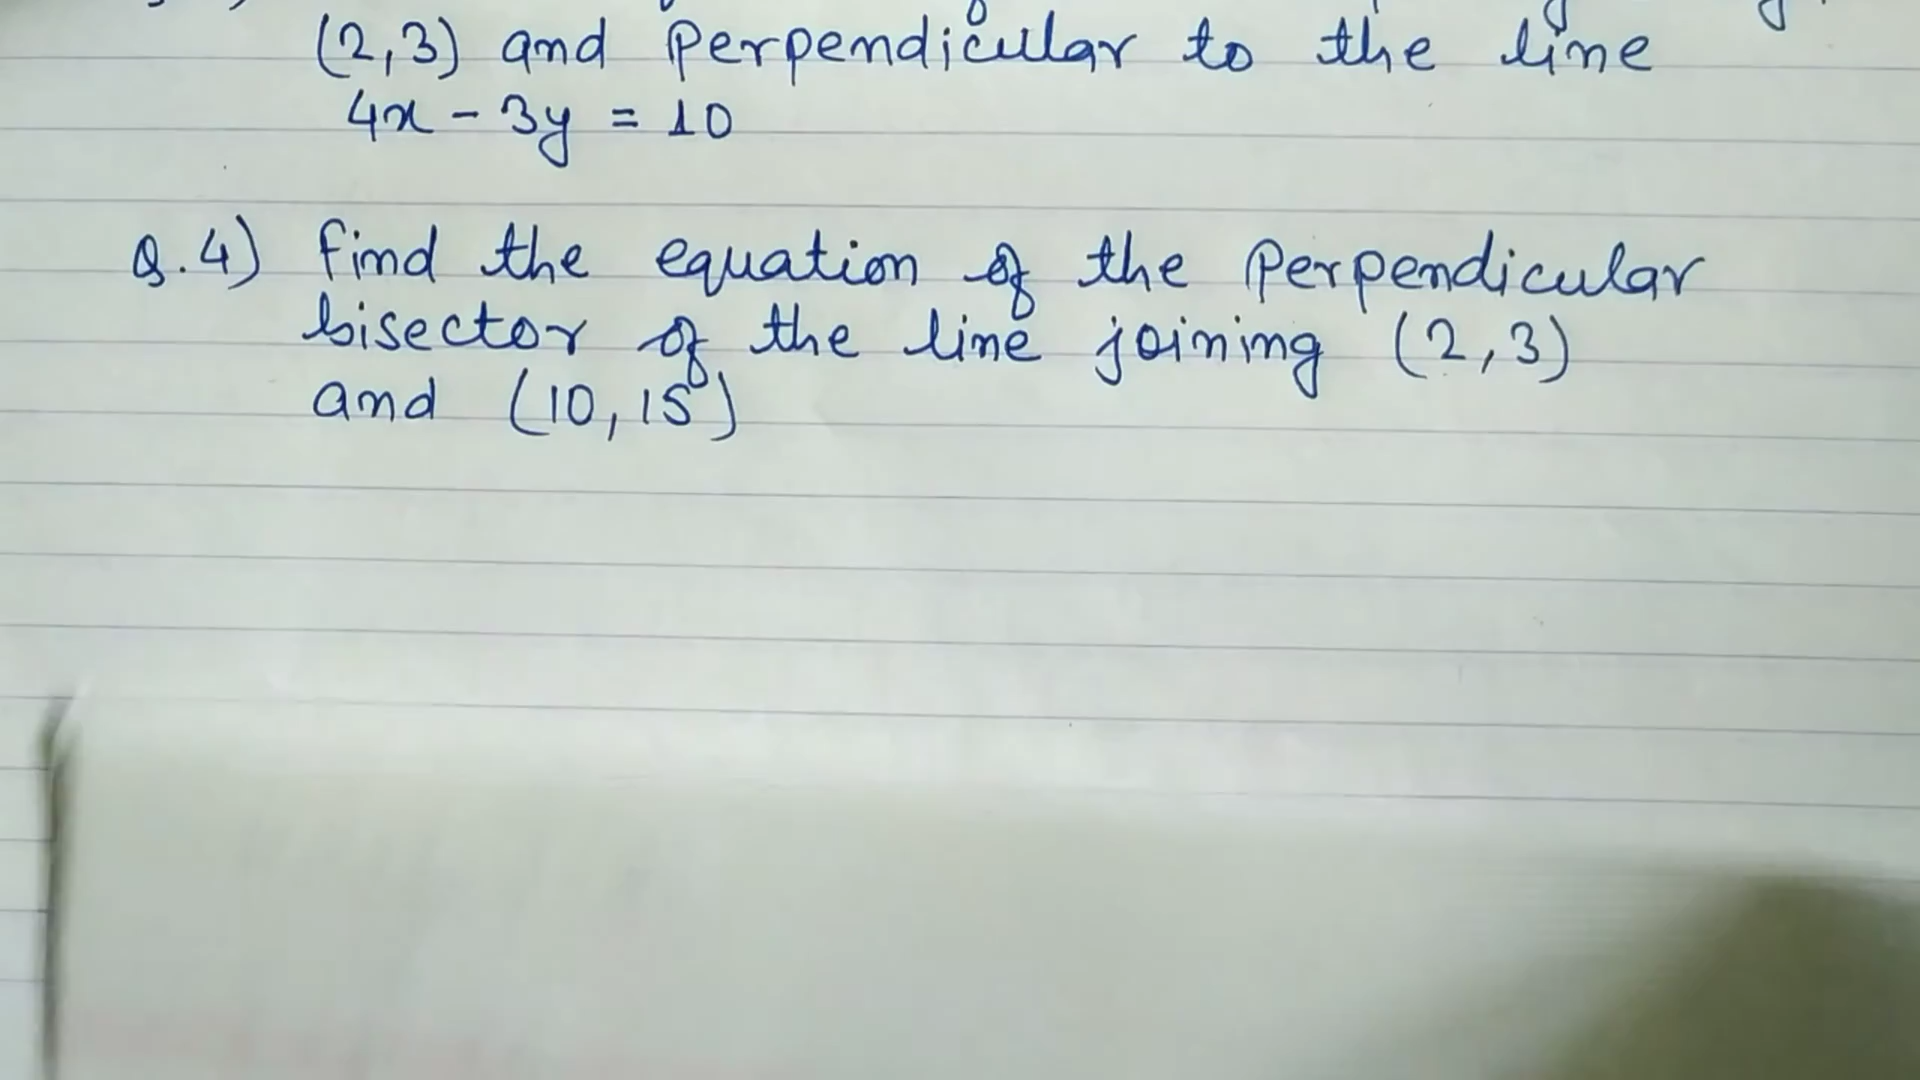 (2,3) and perpendicular to the line
4x - 3y = 10
Q.4) Find the equation of the perpendicular
bisector of the line joining (2,3)
and (10,15)